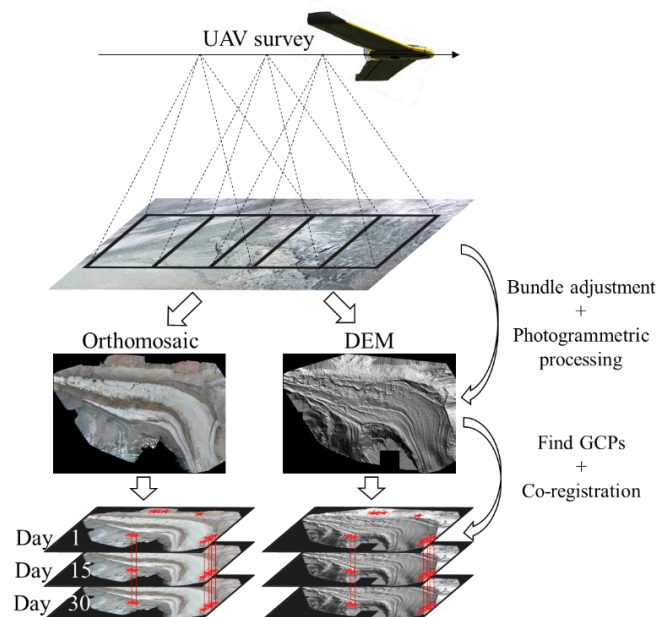 UAV survey
Bundle adjustment
+
Photogrammetric
processing
Orthomosaic
DEM
Find GCPs
+
Co-registration
Day 1
Day 15
Day 30